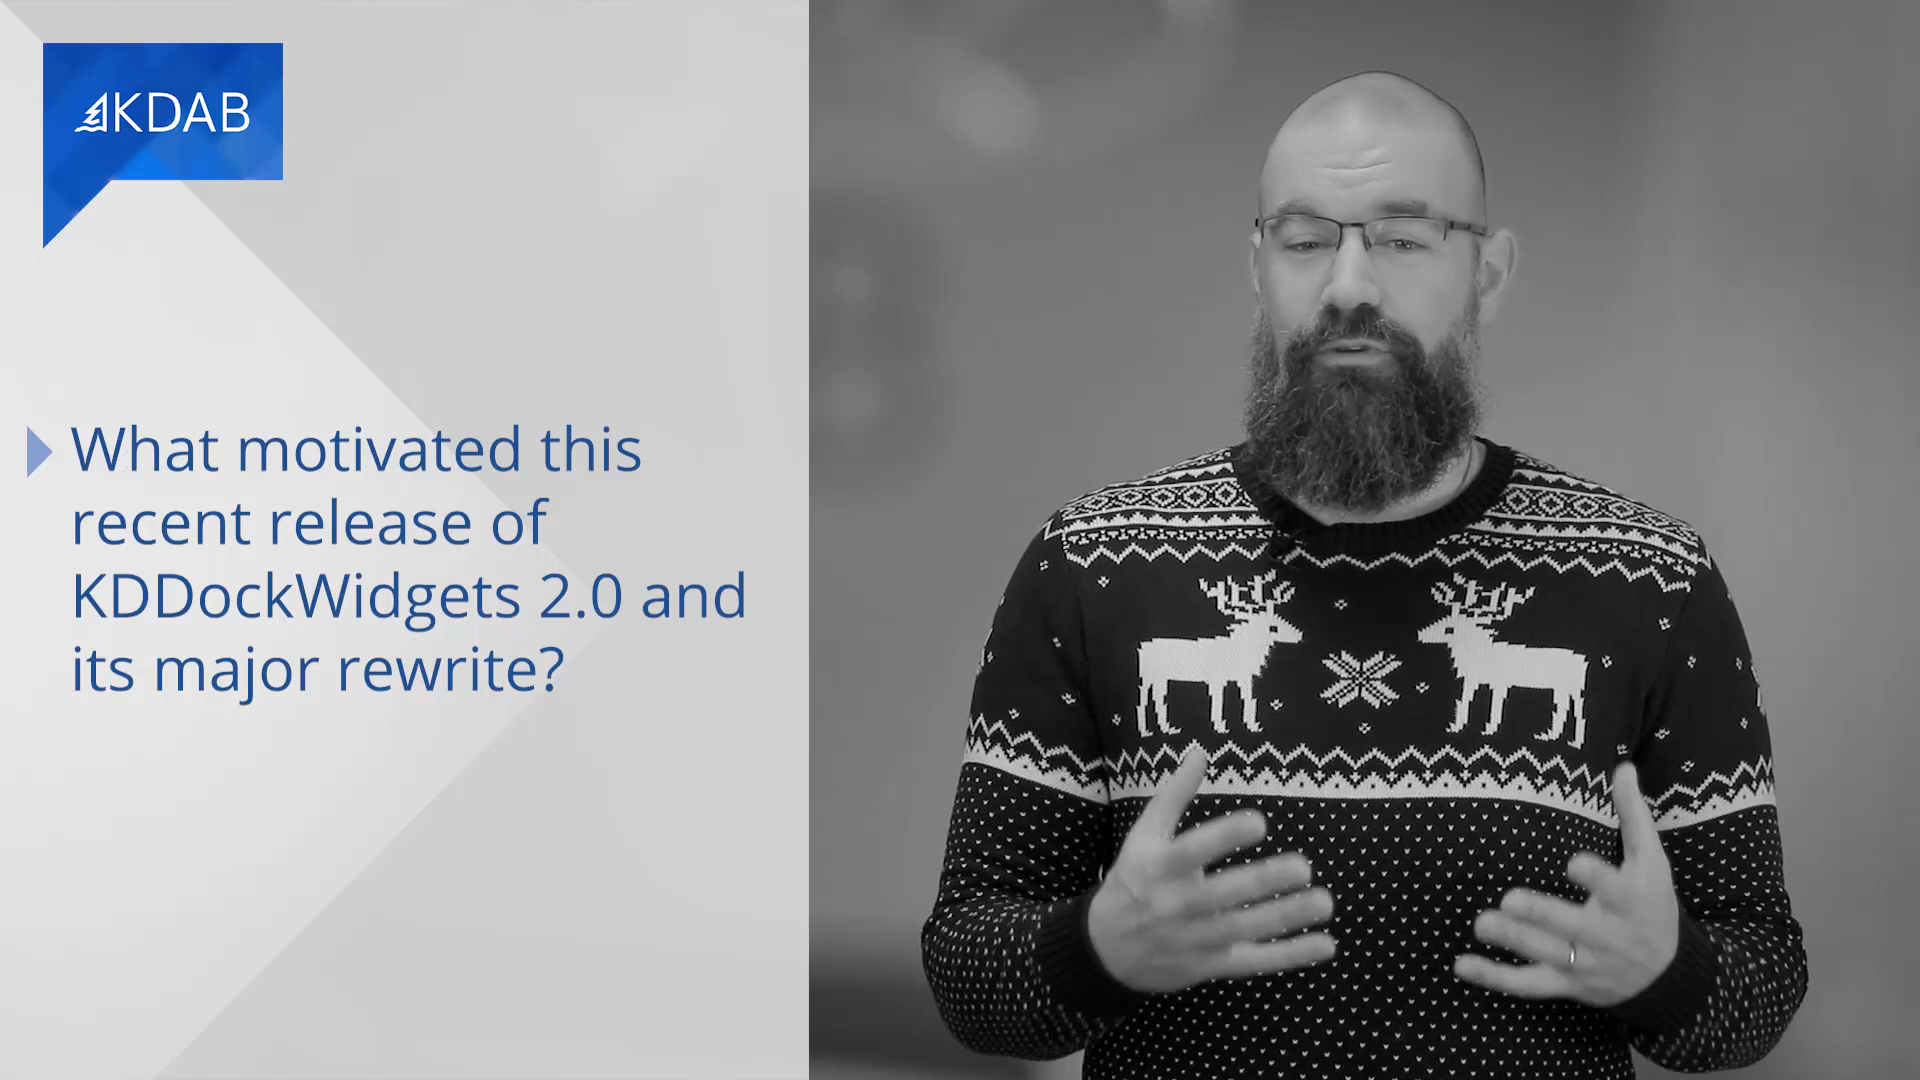 KDAB
What motivated this
recent release of
KDDockWidgets 2.0 and
its major rewrite?